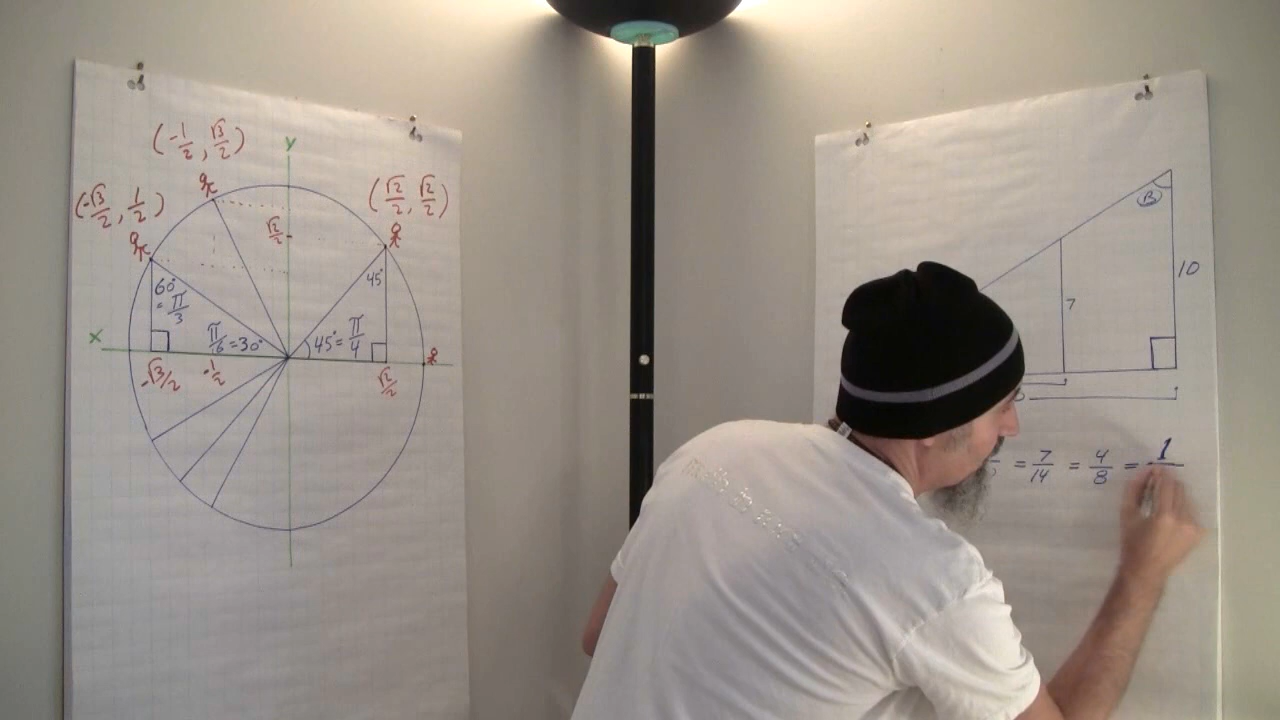 (-1/2, √3/2)
y
(-√3/2, 1/2)
(√2/2, √2/2)
√2/2
60°
= π/3
45°
x
π/6 = 30°
45° = π/4
-√3/2
-1/2
√2/2
B
10
7
= 7/14 = 4/8 = 1